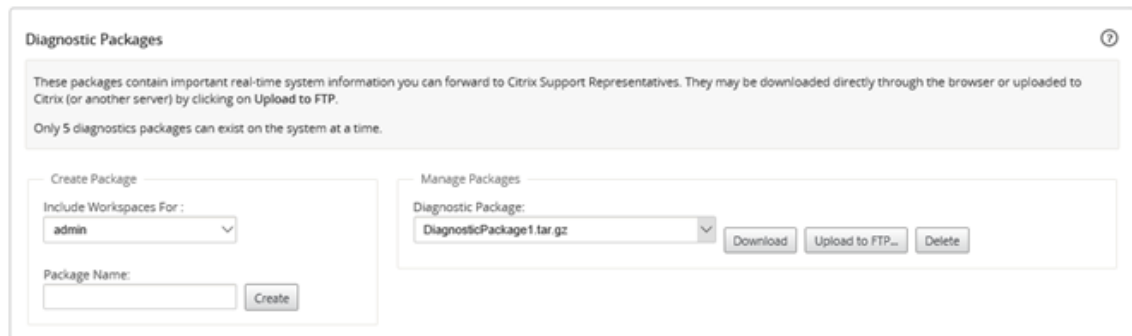 Diagnostic Packages
?
These packages contain important real-time system information you can forward to Citrix Support Representatives. They may be downloaded directly through the browser or uploaded to
Citrix (or another server) by clicking on Upload to FTP.
Only 5 diagnostics packages can exist on the system at a time.
Create Package
Include Workspaces For :
admin
Package Name:
Create
Manage Packages
Diagnostic Package:
DiagnosticPackage1.tar.gz
Download
Upload to FTP...
Delete